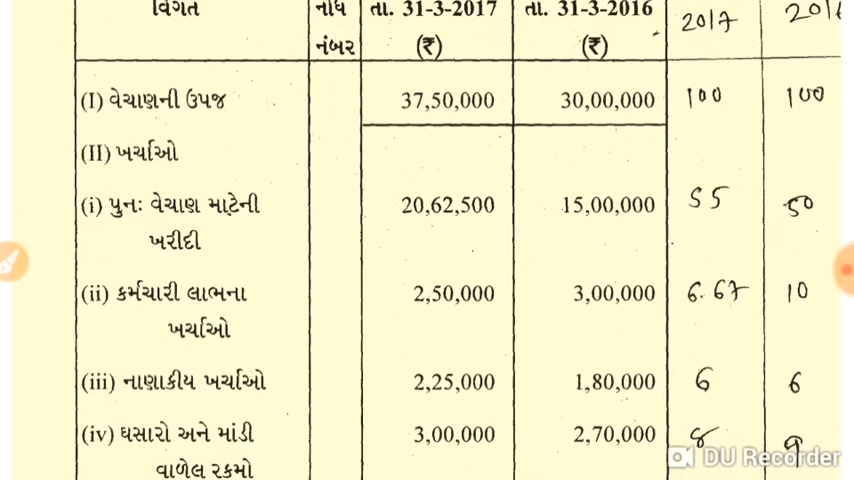 વિગત નોંધ તા. 31-3-2017 તા. 31-3-2016 2017
નંબર (₹) (₹)
(I) વેચાણની ઉપજ 37,50,000 30,00,000 100 100
(II) ખર્ચાઓ
(i) પુનઃ વેચાણ માટેની 20,62,500 15,00,000 55 50
ખરીદી
(ii) કર્મચારી લાભના 2,50,000 3,00,000 6.67 10
ખર્ચાઓ
(iii) નાણાકીય ખર્ચાઓ 2,25,000 1,80,000 6 6
(iv) ઘસારો અને માંડી 3,00,000 2,70,000 8 9
વાળેલ રકમો
DU Recorder